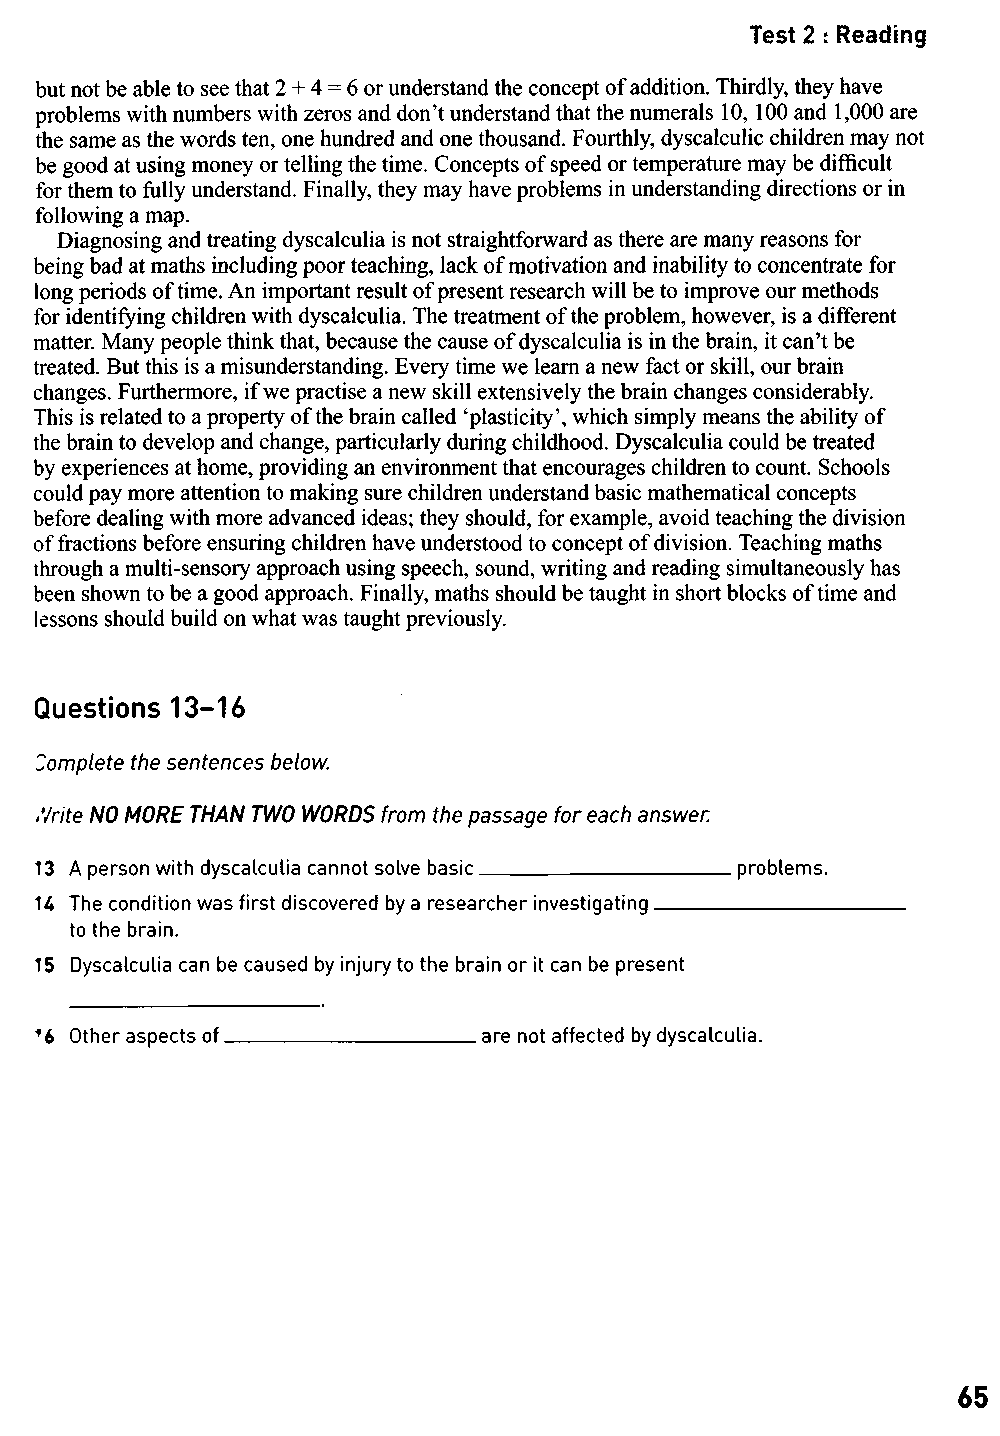 Test 2 : Reading
but not be able to see that 2 + 4 = 6 or understand the concept of addition. Thirdly, they have
problems with numbers with zeros and don't understand that the numerals 10, 100 and 1,000 are
the same as the words ten, one hundred and one thousand. Fourthly, dyscalculic children may not
be good at using money or telling the time. Concepts of speed or temperature may be difficult
for them to fully understand. Finally, they may have problems in understanding directions or in
following a map.
Diagnosing and treating dyscalculia is not straightforward as there are many reasons for
being bad at maths including poor teaching, lack of motivation and inability to concentrate for
long periods of time. An important result of present research will be to improve our methods
for identifying children with dyscalculia. The treatment of the problem, however, is a different
matter. Many people think that, because the cause of dyscalculia is in the brain, it can't be
treated. But this is a misunderstanding. Every time we learn a new fact or skill, our brain
changes. Furthermore, if we practise a new skill extensively the brain changes considerably.
This is related to a property of the brain called 'plasticity', which simply means the ability of
the brain to develop and change, particularly during childhood. Dyscalculia could be treated
by experiences at home, providing an environment that encourages children to count. Schools
could pay more attention to making sure children understand basic mathematical concepts
before dealing with more advanced ideas; they should, for example, avoid teaching the division
of fractions before ensuring children have understood to concept of division. Teaching maths
through a multi-sensory approach using speech, sound, writing and reading simultaneously has
been shown to be a good approach. Finally, maths should be taught in short blocks of time and
lessons should build on what was taught previously.
Questions 13–16
Complete the sentences below.
Write NO MORE THAN TWO WORDS from the passage for each answer.
13 A person with dyscalculia cannot solve basic ____________ problems.
14 The condition was first discovered by a researcher investigating ____________
to the brain.
15 Dyscalculia can be caused by injury to the brain or it can be present
____________.
16 Other aspects of ____________ are not affected by dyscalculia.
65